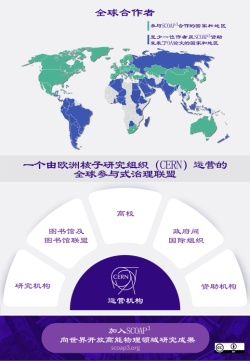 全球合作者
参与SCOAP³合作的国家和地区
至少一位作者在SCOAP³资助
发表了OA论文的国家和地区
一个由欧洲核子研究组织（CERN）运营的
全球参与式治理联盟
高校
图书馆及
图书馆联盟
政府间
国际组织
研究机构
CERN
资助机构
运营机构
加入SCOAP³
向世界开放高能物理领域研究成果
scoap3.org